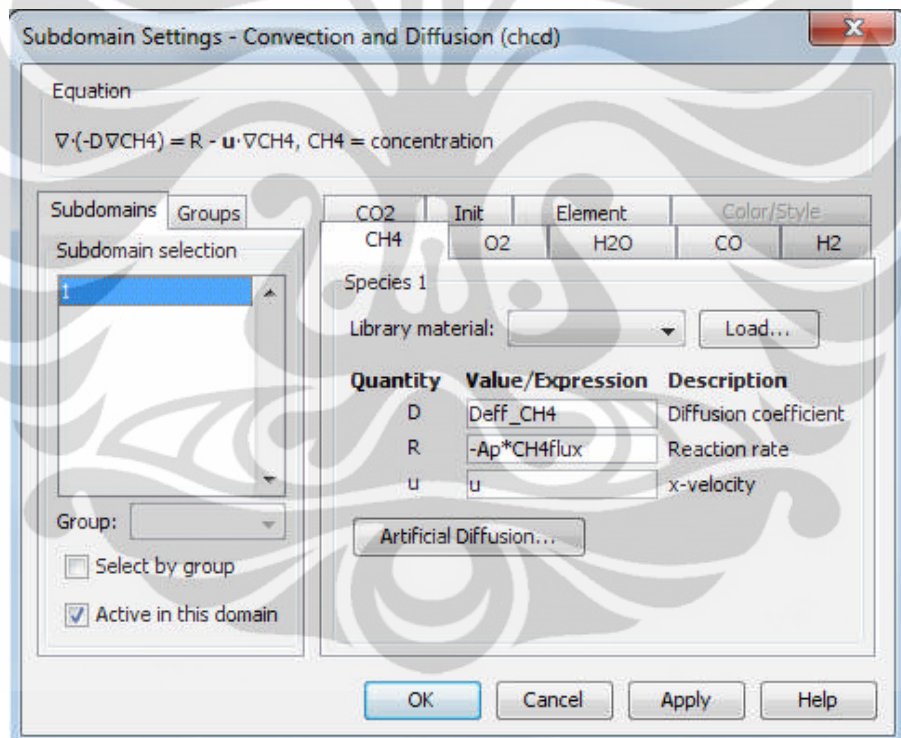 Subdomain Settings - Convection and Diffusion (chcd)
Equation
∇·(-D∇CH4) = R - u·∇CH4, CH4 = concentration
Subdomains Groups
Subdomain selection
1
Group:
Select by group
Active in this domain
CO2 Init Element Color/Style
CH4 O2 H2O CO H2
Species 1
Library material: Load...
Quantity Value/Expression Description
D Deff_CH4 Diffusion coefficient
R -Ap*CH4flux Reaction rate
u u x-velocity
Artificial Diffusion...
OK Cancel Apply Help